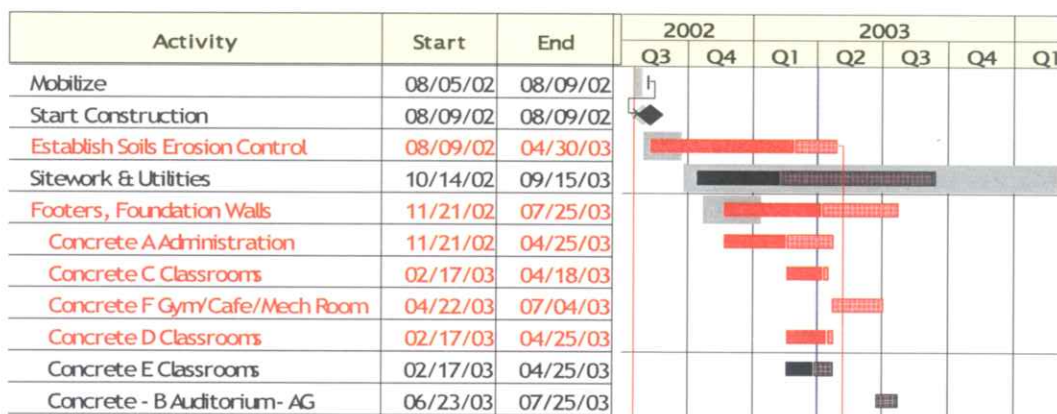 Activity Start End 2002 2003
Q3 Q4 Q1 Q2 Q3 Q4 Q1
Mobilize 08/05/02 08/09/02
Start Construction 08/09/02 08/09/02
Establish Soils Erosion Control 08/09/02 04/30/03
Sitework & Utilities 10/14/02 09/15/03
Footers, Foundation Walls 11/21/02 07/25/03
Concrete A Administration 11/21/02 04/25/03
Concrete C Classrooms 02/17/03 04/18/03
Concrete F Gym/Cafe/Mech Room 04/22/03 07/04/03
Concrete D Classrooms 02/17/03 04/25/03
Concrete E Classrooms 02/17/03 04/25/03
Concrete - B Auditorium - AG 06/23/03 07/25/03